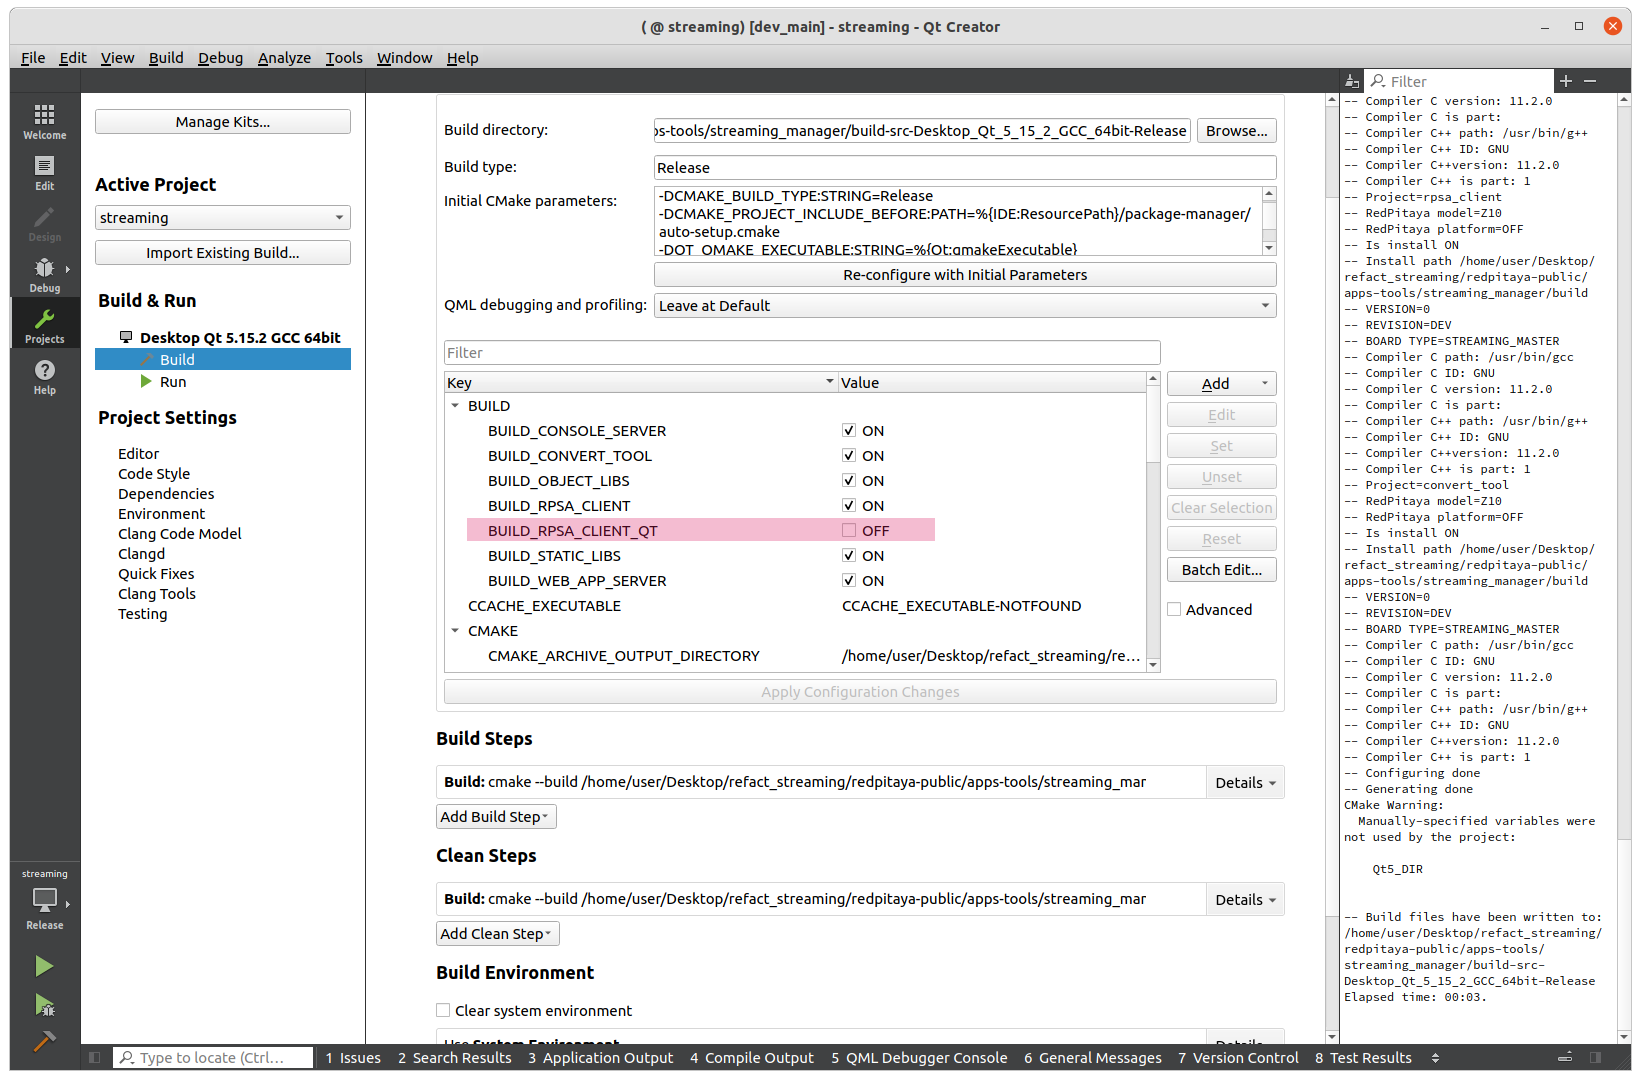 ( @ streaming) [dev_main] - streaming - Qt Creator
File Edit View Build Debug Analyze Tools Window Help
Welcome
Edit
Design
Debug
Projects
Help
streaming
Release
Manage Kits...
Active Project
streaming
Import Existing Build...
Build & Run
Desktop Qt 5.15.2 GCC 64bit
Build
Run
Project Settings
Editor
Code Style
Dependencies
Environment
Clang Code Model
Clangd
Quick Fixes
Clang Tools
Testing
Build directory: ps-tools/streaming_manager/build-src-Desktop_Qt_5_15_2_GCC_64bit-Release Browse...
Build type: Release
Initial CMake parameters: -DCMAKE_BUILD_TYPE:STRING=Release
-DCMAKE_PROJECT_INCLUDE_BEFORE:PATH=%{IDE:ResourcePath}/package-manager/
auto-setup.cmake
-DQT_QMAKE_EXECUTABLE:STRING=%{Qt:qmakeExecutable}
Re-configure with Initial Parameters
QML debugging and profiling: Leave at Default
Filter
Key Value
BUILD
BUILD_CONSOLE_SERVER ON
BUILD_CONVERT_TOOL ON
BUILD_OBJECT_LIBS ON
BUILD_RPSA_CLIENT ON
BUILD_RPSA_CLIENT_QT OFF
BUILD_STATIC_LIBS ON
BUILD_WEB_APP_SERVER ON
CCACHE_EXECUTABLE CCACHE_EXECUTABLE-NOTFOUND
CMAKE
CMAKE_ARCHIVE_OUTPUT_DIRECTORY /home/user/Desktop/refact_streaming/re...
Add
Edit
Set
Unset
Clear Selection
Reset
Batch Edit...
Advanced
Apply Configuration Changes
Build Steps
Build: cmake --build /home/user/Desktop/refact_streaming/redpitaya-public/apps-tools/streaming_mar Details
Add Build Step
Clean Steps
Build: cmake --build /home/user/Desktop/refact_streaming/redpitaya-public/apps-tools/streaming_mar Details
Add Clean Step
Build Environment
Clear system environment
Use System Environment Details
Filter
-- Compiler C version: 11.2.0
-- Compiler C is part:
-- Compiler C++ path: /usr/bin/g++
-- Compiler C++ ID: GNU
-- Compiler C++version: 11.2.0
-- Compiler C++ is part: 1
-- Project=rpsa_client
-- RedPitaya model=Z10
-- RedPitaya platform=OFF
-- Is install ON
-- Install path /home/user/Desktop/
refact_streaming/redpitaya-public/
apps-tools/streaming_manager/build
-- VERSION=0
-- REVISION=DEV
-- BOARD TYPE=STREAMING_MASTER
-- Compiler C path: /usr/bin/gcc
-- Compiler C ID: GNU
-- Compiler C version: 11.2.0
-- Compiler C is part:
-- Compiler C++ path: /usr/bin/g++
-- Compiler C++ ID: GNU
-- Compiler C++version: 11.2.0
-- Compiler C++ is part: 1
-- Project=convert_tool
-- RedPitaya model=Z10
-- RedPitaya platform=OFF
-- Is install ON
-- Install path /home/user/Desktop/
refact_streaming/redpitaya-public/
apps-tools/streaming_manager/build
-- VERSION=0
-- REVISION=DEV
-- BOARD TYPE=STREAMING_MASTER
-- Compiler C path: /usr/bin/gcc
-- Compiler C ID: GNU
-- Compiler C version: 11.2.0
-- Compiler C is part:
-- Compiler C++ path: /usr/bin/g++
-- Compiler C++ ID: GNU
-- Compiler C++version: 11.2.0
-- Compiler C++ is part: 1
-- Configuring done
-- Generating done
CMake Warning:
Manually-specified variables were
not used by the project:
Qt5_DIR
-- Build files have been written to:
/home/user/Desktop/refact_streaming/
redpitaya-public/apps-tools/
streaming_manager/build-src-
Desktop_Qt_5_15_2_GCC_64bit-Release
Elapsed time: 00:03.
Type to locate (Ctrl... 1 Issues 2 Search Results 3 Application Output 4 Compile Output 5 QML Debugger Console 6 General Messages 7 Version Control 8 Test Results